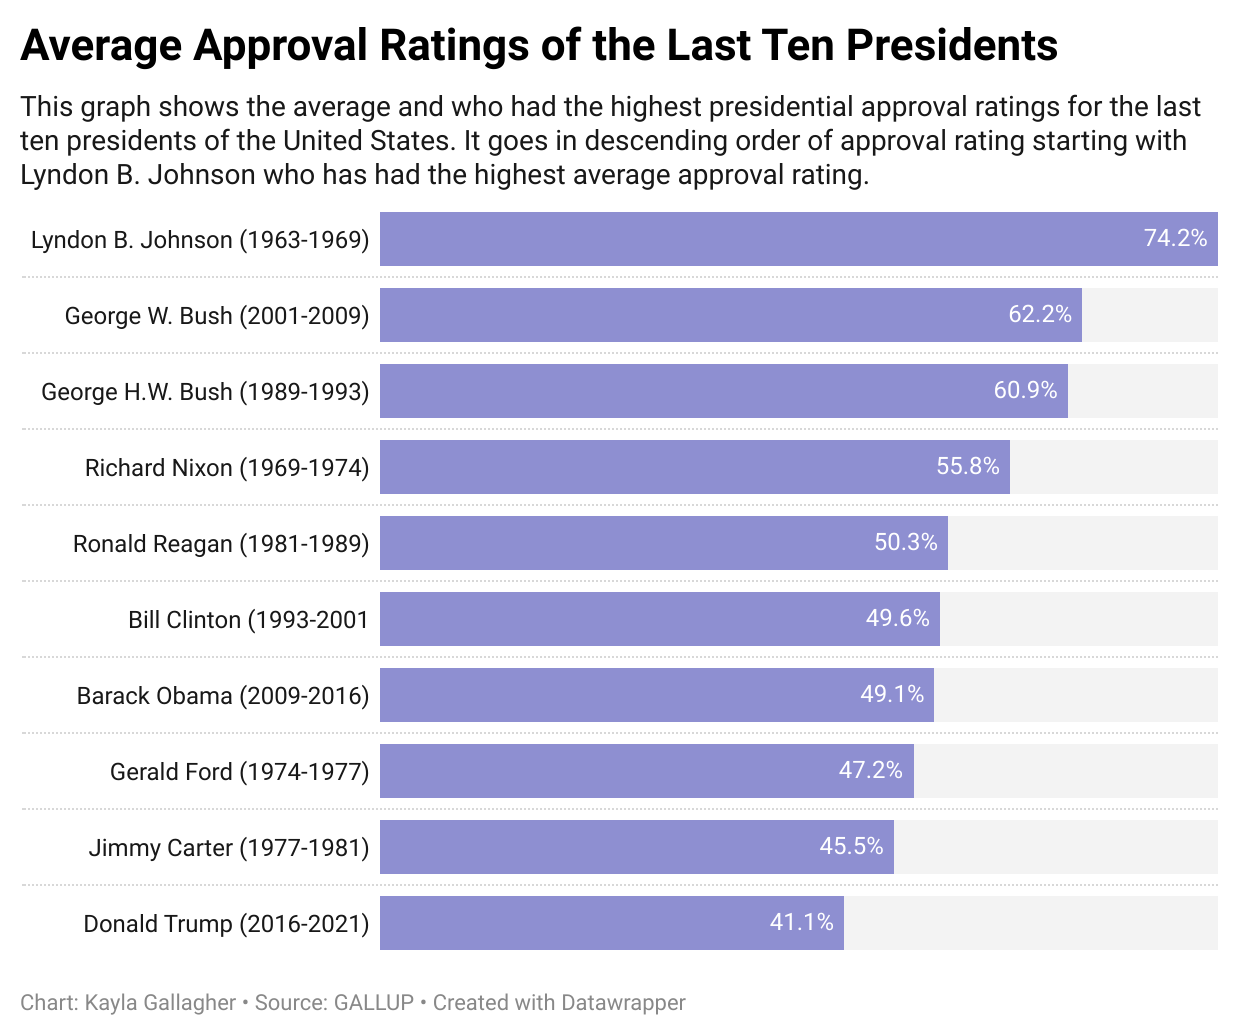 Average Approval Ratings of the Last Ten Presidents
This graph shows the average and who had the highest presidential approval ratings for the last
ten presidents of the United States. It goes in descending order of approval rating starting with
Lyndon B. Johnson who has had the highest average approval rating.
Lyndon B. Johnson (1963-1969) 74.2%
George W. Bush (2001-2009) 62.2%
George H.W. Bush (1989-1993) 60.9%
Richard Nixon (1969-1974) 55.8%
Ronald Reagan (1981-1989) 50.3%
Bill Clinton (1993-2001 49.6%
Barack Obama (2009-2016) 49.1%
Gerald Ford (1974-1977) 47.2%
Jimmy Carter (1977-1981) 45.5%
Donald Trump (2016-2021) 41.1%
Chart: Kayla Gallagher • Source: GALLUP • Created with Datawrapper